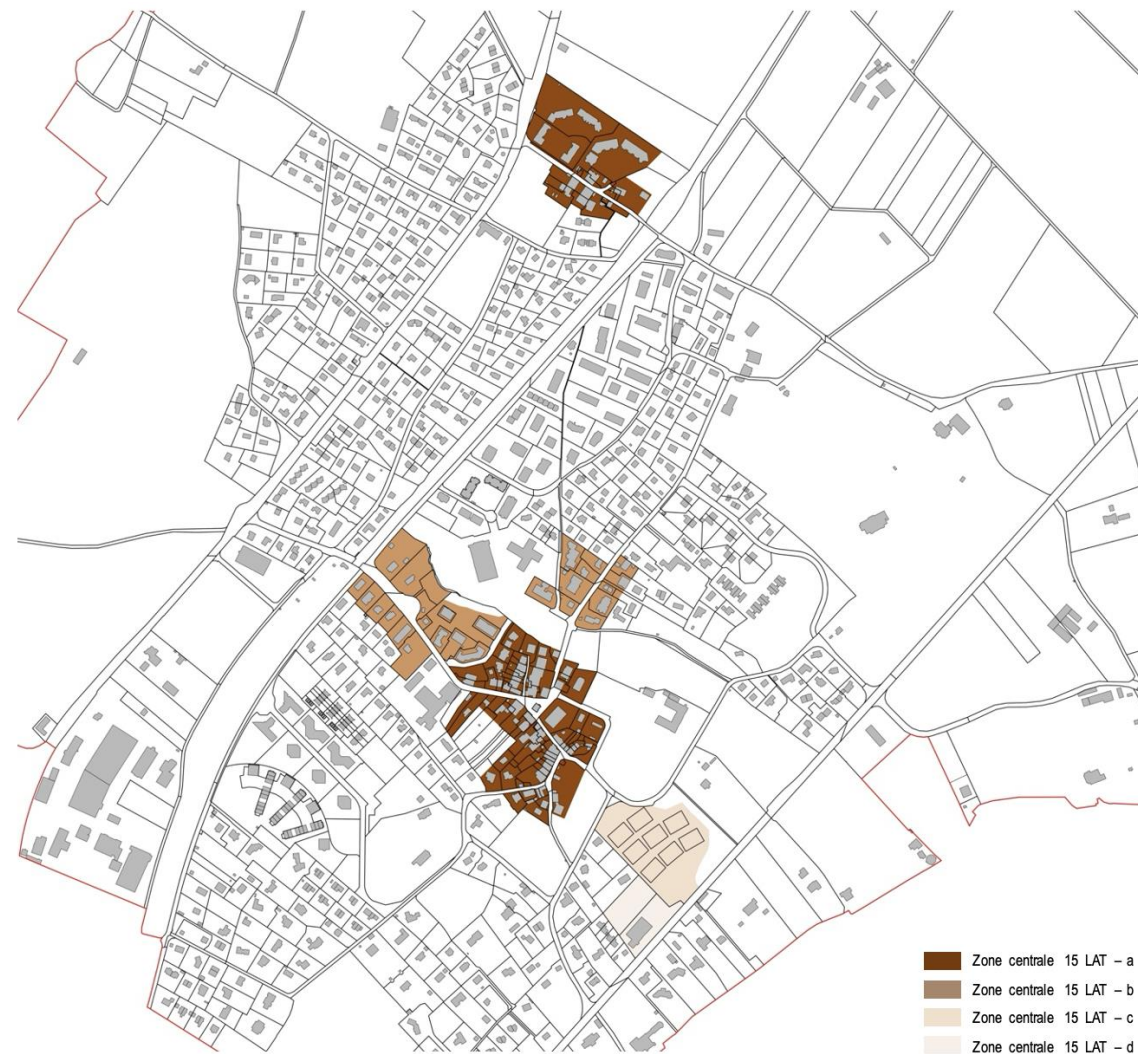 Zone centrale 15 LAT – a
Zone centrale 15 LAT – b
Zone centrale 15 LAT – c
Zone centrale 15 LAT – d